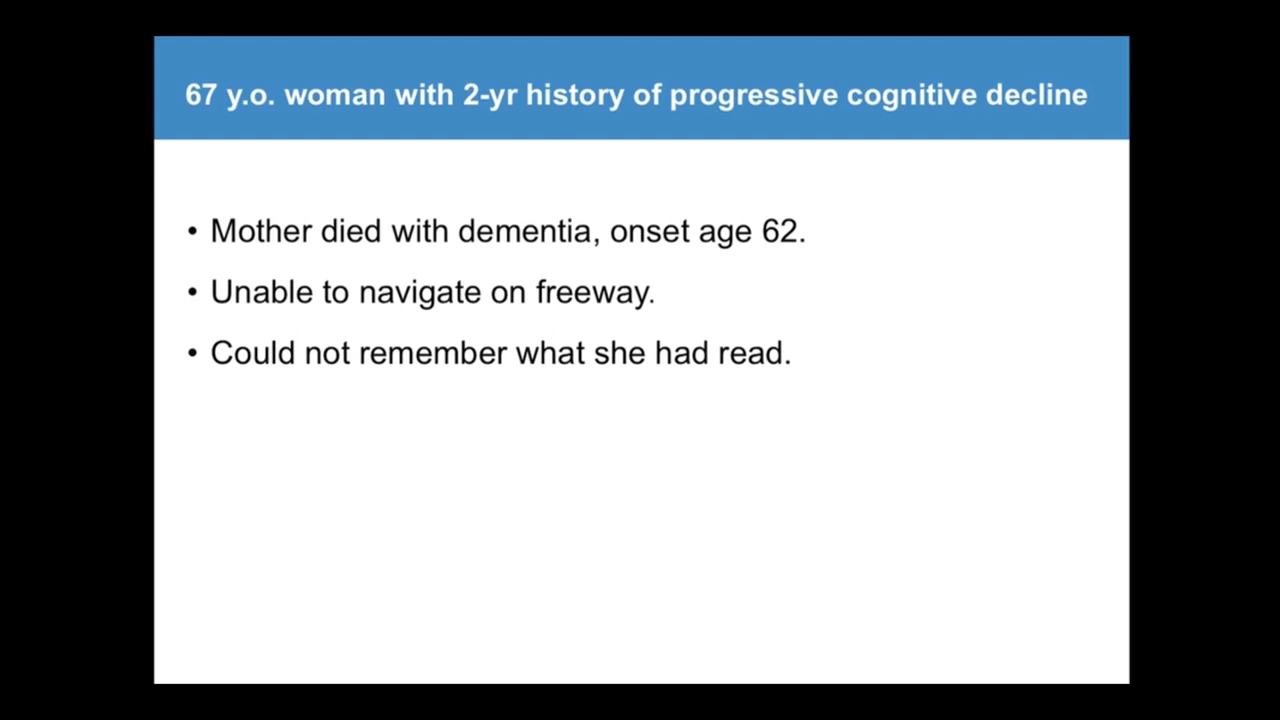 67 y.o. woman with 2-yr history of progressive cognitive decline
• Mother died with dementia, onset age 62.
• Unable to navigate on freeway.
• Could not remember what she had read.